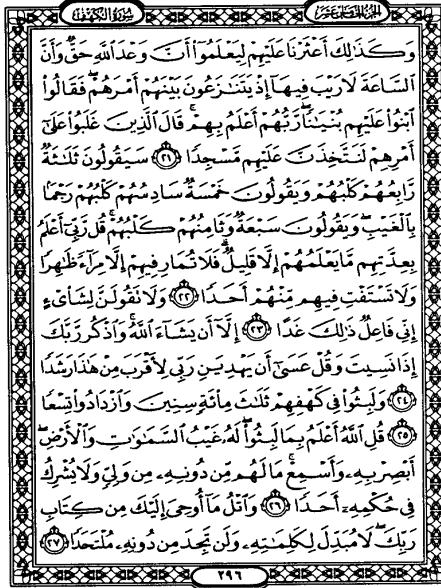 سورة الكهف
الجزء الخامس عشر
وَكَذَٰلِكَ أَعْثَرْنَا عَلَيْهِمْ لِيَعْلَمُوٓا۟ أَنَّ وَعْدَ ٱللَّهِ حَقٌّ وَأَنَّ
ٱلسَّاعَةَ لَا رَيْبَ فِيهَآ إِذْ يَتَنَـٰزَعُونَ بَيْنَهُمْ أَمْرَهُمْ ۖ فَقَالُوا۟
ٱبْنُوا۟ عَلَيْهِم بُنْيَـٰنًا ۖ رَّبُّهُمْ أَعْلَمُ بِهِمْ ۚ قَالَ ٱلَّذِينَ غَلَبُوا۟ عَلَىٰٓ
أَمْرِهِمْ لَنَتَّخِذَنَّ عَلَيْهِم مَّسْجِدًا ٢١ سَيَقُولُونَ ثَلَـٰثَةٌ
رَّابِعُهُمْ كَلْبُهُمْ وَيَقُولُونَ خَمْسَةٌ سَادِسُهُمْ كَلْبُهُمْ رَجْمًۢا
بِٱلْغَيْبِ ۖ وَيَقُولُونَ سَبْعَةٌ وَثَامِنُهُمْ كَلْبُهُمْ ۚ قُل رَّبِّىٓ أَعْلَمُ
بِعِدَّتِهِم مَّا يَعْلَمُهُمْ إِلَّا قَلِيلٌ ۗ فَلَا تُمَارِ فِيهِمْ إِلَّا مِرَآءً ظَـٰهِرًا
وَلَا تَسْتَفْتِ فِيهِم مِّنْهُمْ أَحَدًا ٢٢ وَلَا تَقُولَنَّ لِشَا۟ىْءٍ
إِنِّى فَاعِلٌ ذَٰلِكَ غَدًا ٢٣ إِلَّآ أَن يَشَآءَ ٱللَّهُ ۚ وَٱذْكُر رَّبَّكَ
إِذَا نَسِيتَ وَقُلْ عَسَىٰٓ أَن يَهْدِيَنِ رَبِّى لِأَقْرَبَ مِنْ هَـٰذَا رَشَدًا
٢٤ وَلَبِثُوا۟ فِى كَهْفِهِمْ ثَلَـٰثَ مِا۟ئَةٍ سِنِينَ وَٱزْدَادُوا۟ تِسْعًا
٢٥ قُلِ ٱللَّهُ أَعْلَمُ بِمَا لَبِثُوا۟ ۖ لَهُۥ غَيْبُ ٱلسَّمَـٰوَٰتِ وَٱلْأَرْضِ ۖ
أَبْصِرْ بِهِۦ وَأَسْمِعْ ۚ مَا لَهُم مِّن دُونِهِۦ مِن وَلِىٍّ وَلَا يُشْرِكُ
فِى حُكْمِهِۦٓ أَحَدًا ٢٦ وَٱتْلُ مَآ أُوحِىَ إِلَيْكَ مِن كِتَابِ
رَبِّكَ ۖ لَا مُبَدِّلَ لِكَلِمَـٰتِهِۦ وَلَن تَجِدَ مِن دُونِهِۦ مُلْتَحَدًا ٢٧
٢٩٦